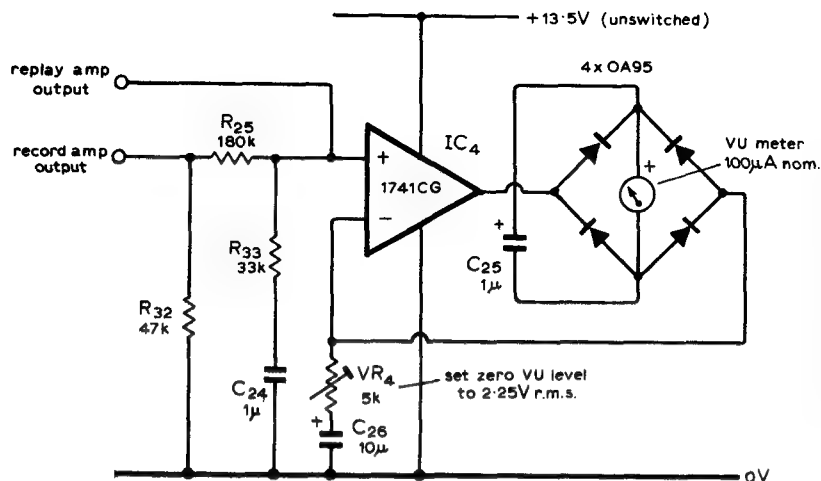 +13·5V (unswitched)
replay amp
output
4 x OA95
R25
180k
record amp
output
IC4
VU meter
100µA nom.
+
+
1741CG
−
R33
33k
+
C25
1µ
R32
47k
C24
1µ
VR4
5k
set zero VU level
to 2·25V r.m.s.
+
C26
10µ
0V